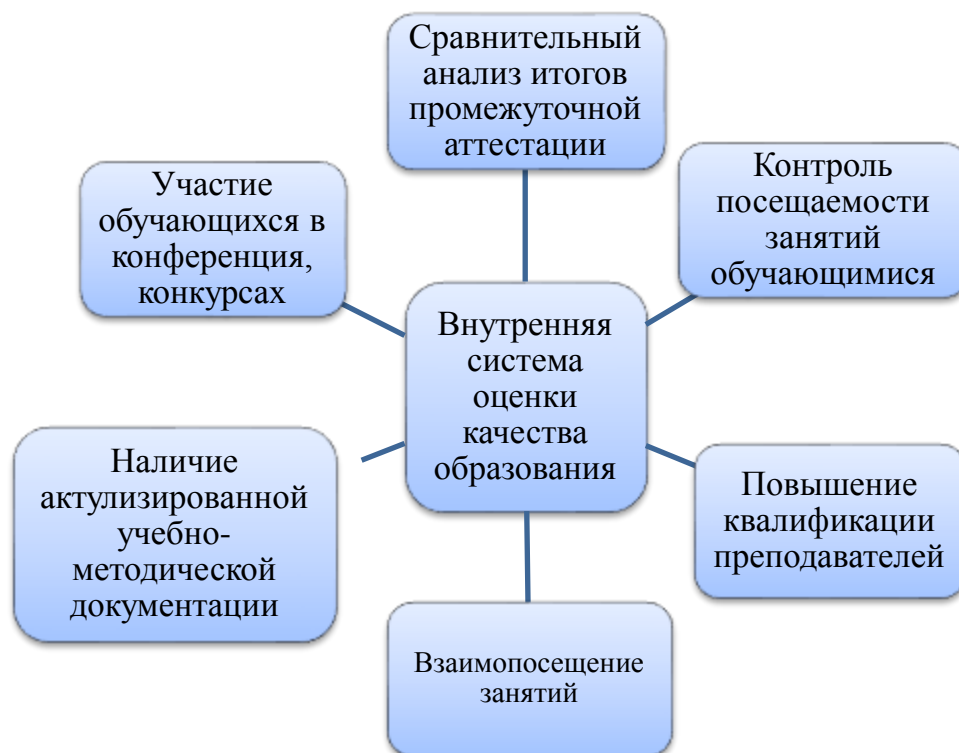 Сравнительный
анализ итогов
промежуточной
аттестации
Контроль
посещаемости
занятий
обучающимися
Участие
обучающихся в
конференция,
конкурсах
Внутренняя
система
оценки
качества
образования
Наличие
актулизированной
учебно-
методической
документации
Повышение
квалификации
преподавателей
Взаимопосещение
занятий